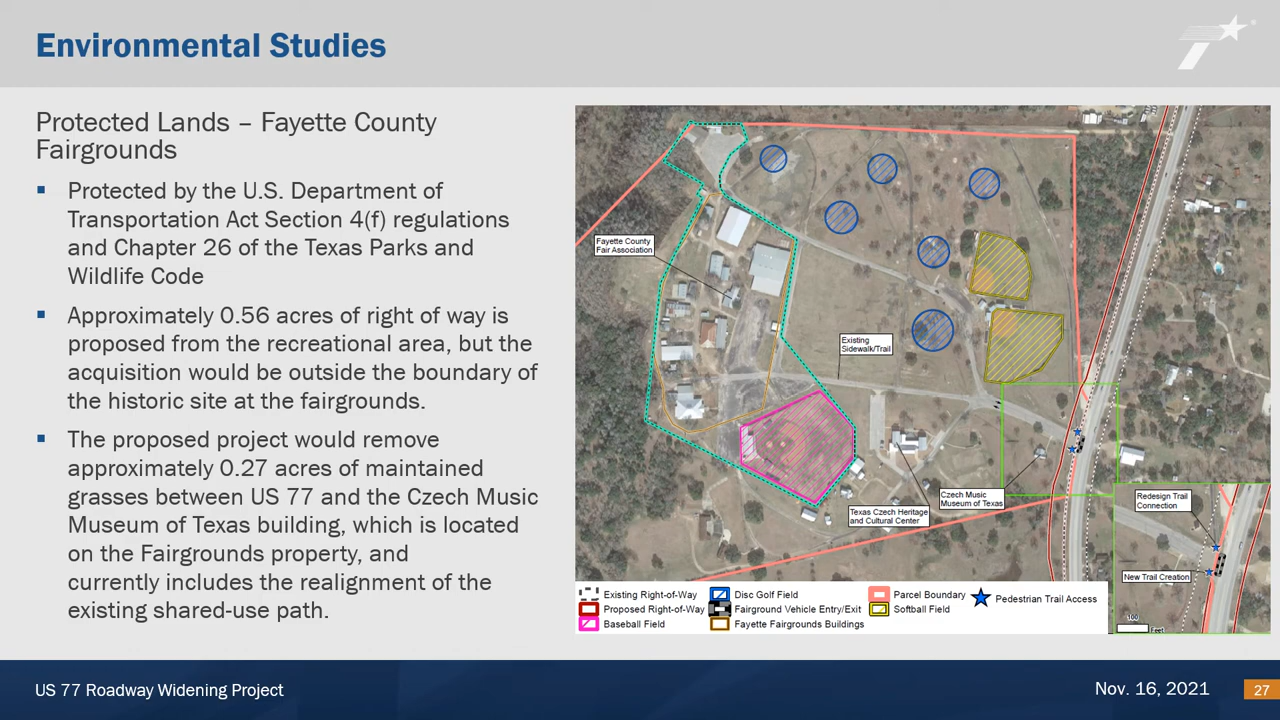 Environmental Studies
Protected Lands – Fayette County
Fairgrounds
▪ Protected by the U.S. Department of
Transportation Act Section 4(f) regulations
and Chapter 26 of the Texas Parks and
Wildlife Code
▪ Approximately 0.56 acres of right of way is
proposed from the recreational area, but the
acquisition would be outside the boundary of
the historic site at the fairgrounds.
▪ The proposed project would remove
approximately 0.27 acres of maintained
grasses between US 77 and the Czech Music
Museum of Texas building, which is located
on the Fairgrounds property, and
currently includes the realignment of the
existing shared-use path.
Fayette County
Fair Association
Existing
Sidewalk/Trail
Czech Music
Museum of Texas
Texas Czech Heritage
and Cultural Center
Redesign Trail
Connection
New Trail Creation
Existing Right-of-Way
Proposed Right-of-Way
Baseball Field
Disc Golf Field
Fairground Vehicle Entry/Exit
Fayette Fairgrounds Buildings
Parcel Boundary
Softball Field
Pedestrian Trail Access
100
Feet
US 77 Roadway Widening Project
Nov. 16, 2021
27